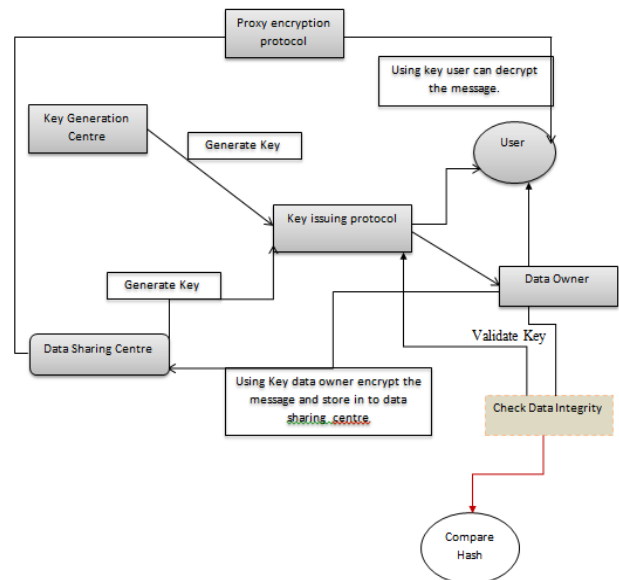 Proxy encryption
protocol
Using key user can decrypt
the message.
Key Generation
Centre
Generate Key
User
Key issuing protocol
Generate Key
Data Owner
Validate Key
Data Sharing Centre
Using Key data owner encrypt the
message and store in to data
sharing centre
Check Data Integrity
Compare
Hash